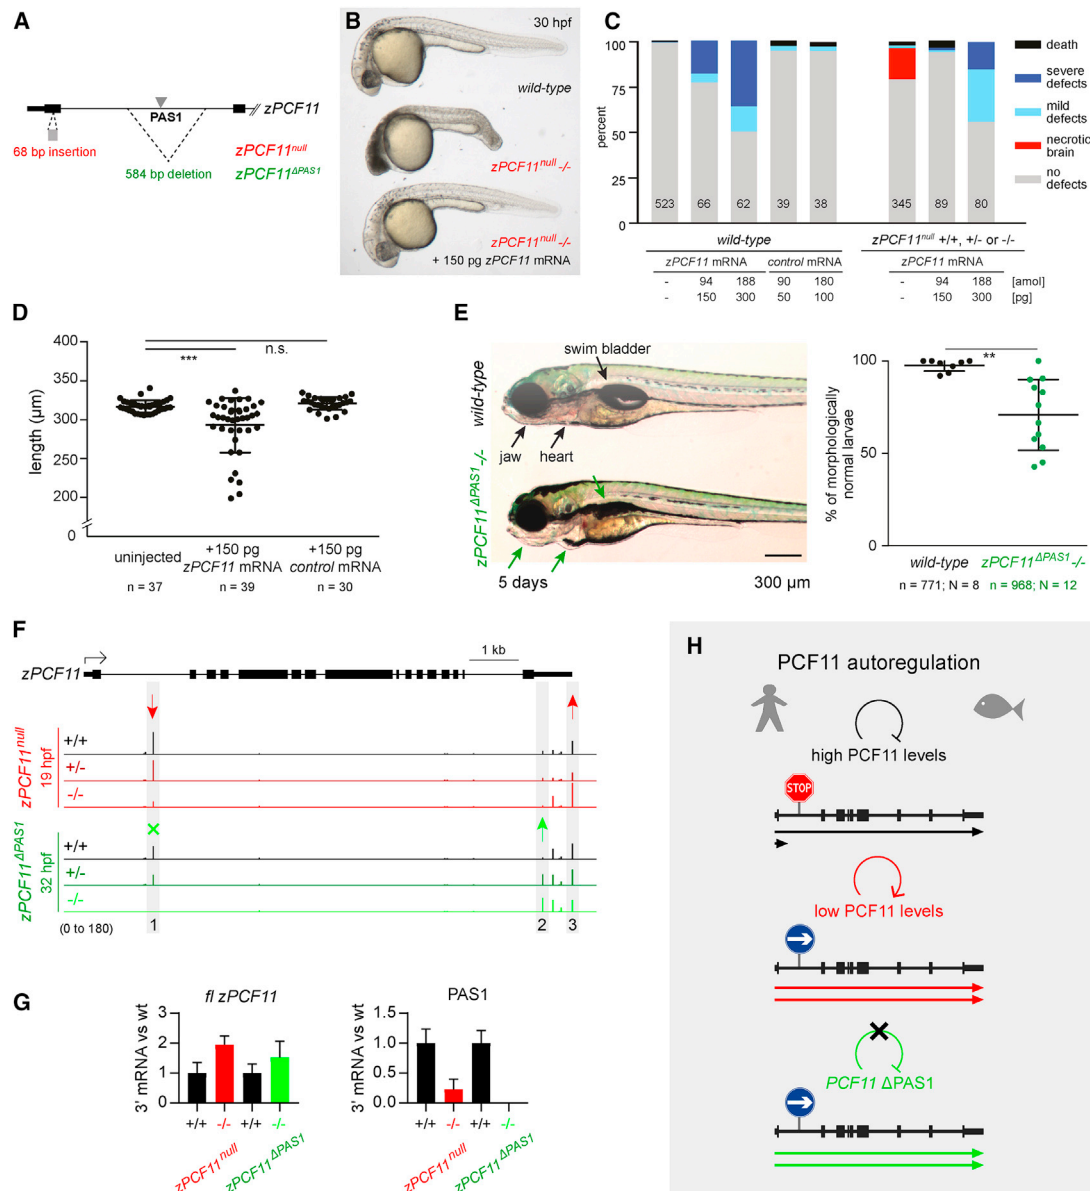 A
PAS1
zPCF11
68 bp insertion
584 bp deletion
zPCF11null
zPCF11ΔPAS1
B
30 hpf
wild-type
zPCF11null -/-
zPCF11null -/-
+ 150 pg zPCF11 mRNA
C
percent
100
75
50
25
0
523
66
62
39
38
345
89
80
death
severe defects
mild defects
necrotic brain
no defects
wild-type
zPCF11null +/+, +/- or -/-
zPCF11 mRNA
control mRNA
zPCF11 mRNA
- 94 188 90 180 - 94 188 [amol]
- 150 300 50 100 - 150 300 [pg]
D
length (µm)
400
350
300
250
200
0
***
n.s.
uninjected
+150 pg zPCF11 mRNA
+150 pg control mRNA
n = 37
n = 39
n = 30
E
wild-type
swim bladder
jaw
heart
zPCF11ΔPAS1-/-
5 days
300 µm
% of morphologically normal larvae
100
50
0
**
wild-type
zPCF11ΔPAS1-/-
n = 771; N = 8
n = 968; N = 12
F
1 kb
zPCF11
zPCF11null
19 hpf
+/+
+/-
-/-
zPCF11ΔPAS1
32 hpf
+/+
+/-
-/-
(0 to 180)
1
2
3
G
fl zPCF11
3' mRNA vs wt
3
2
1
0
+/+
-/-
+/+
-/-
zPCF11null
zPCF11ΔPAS1
PAS1
3' mRNA vs wt
1.5
1.0
0.5
0.0
+/+
-/-
+/+
-/-
zPCF11null
zPCF11ΔPAS1
H
PCF11 autoregulation
high PCF11 levels
STOP
low PCF11 levels
PCF11 ΔPAS1